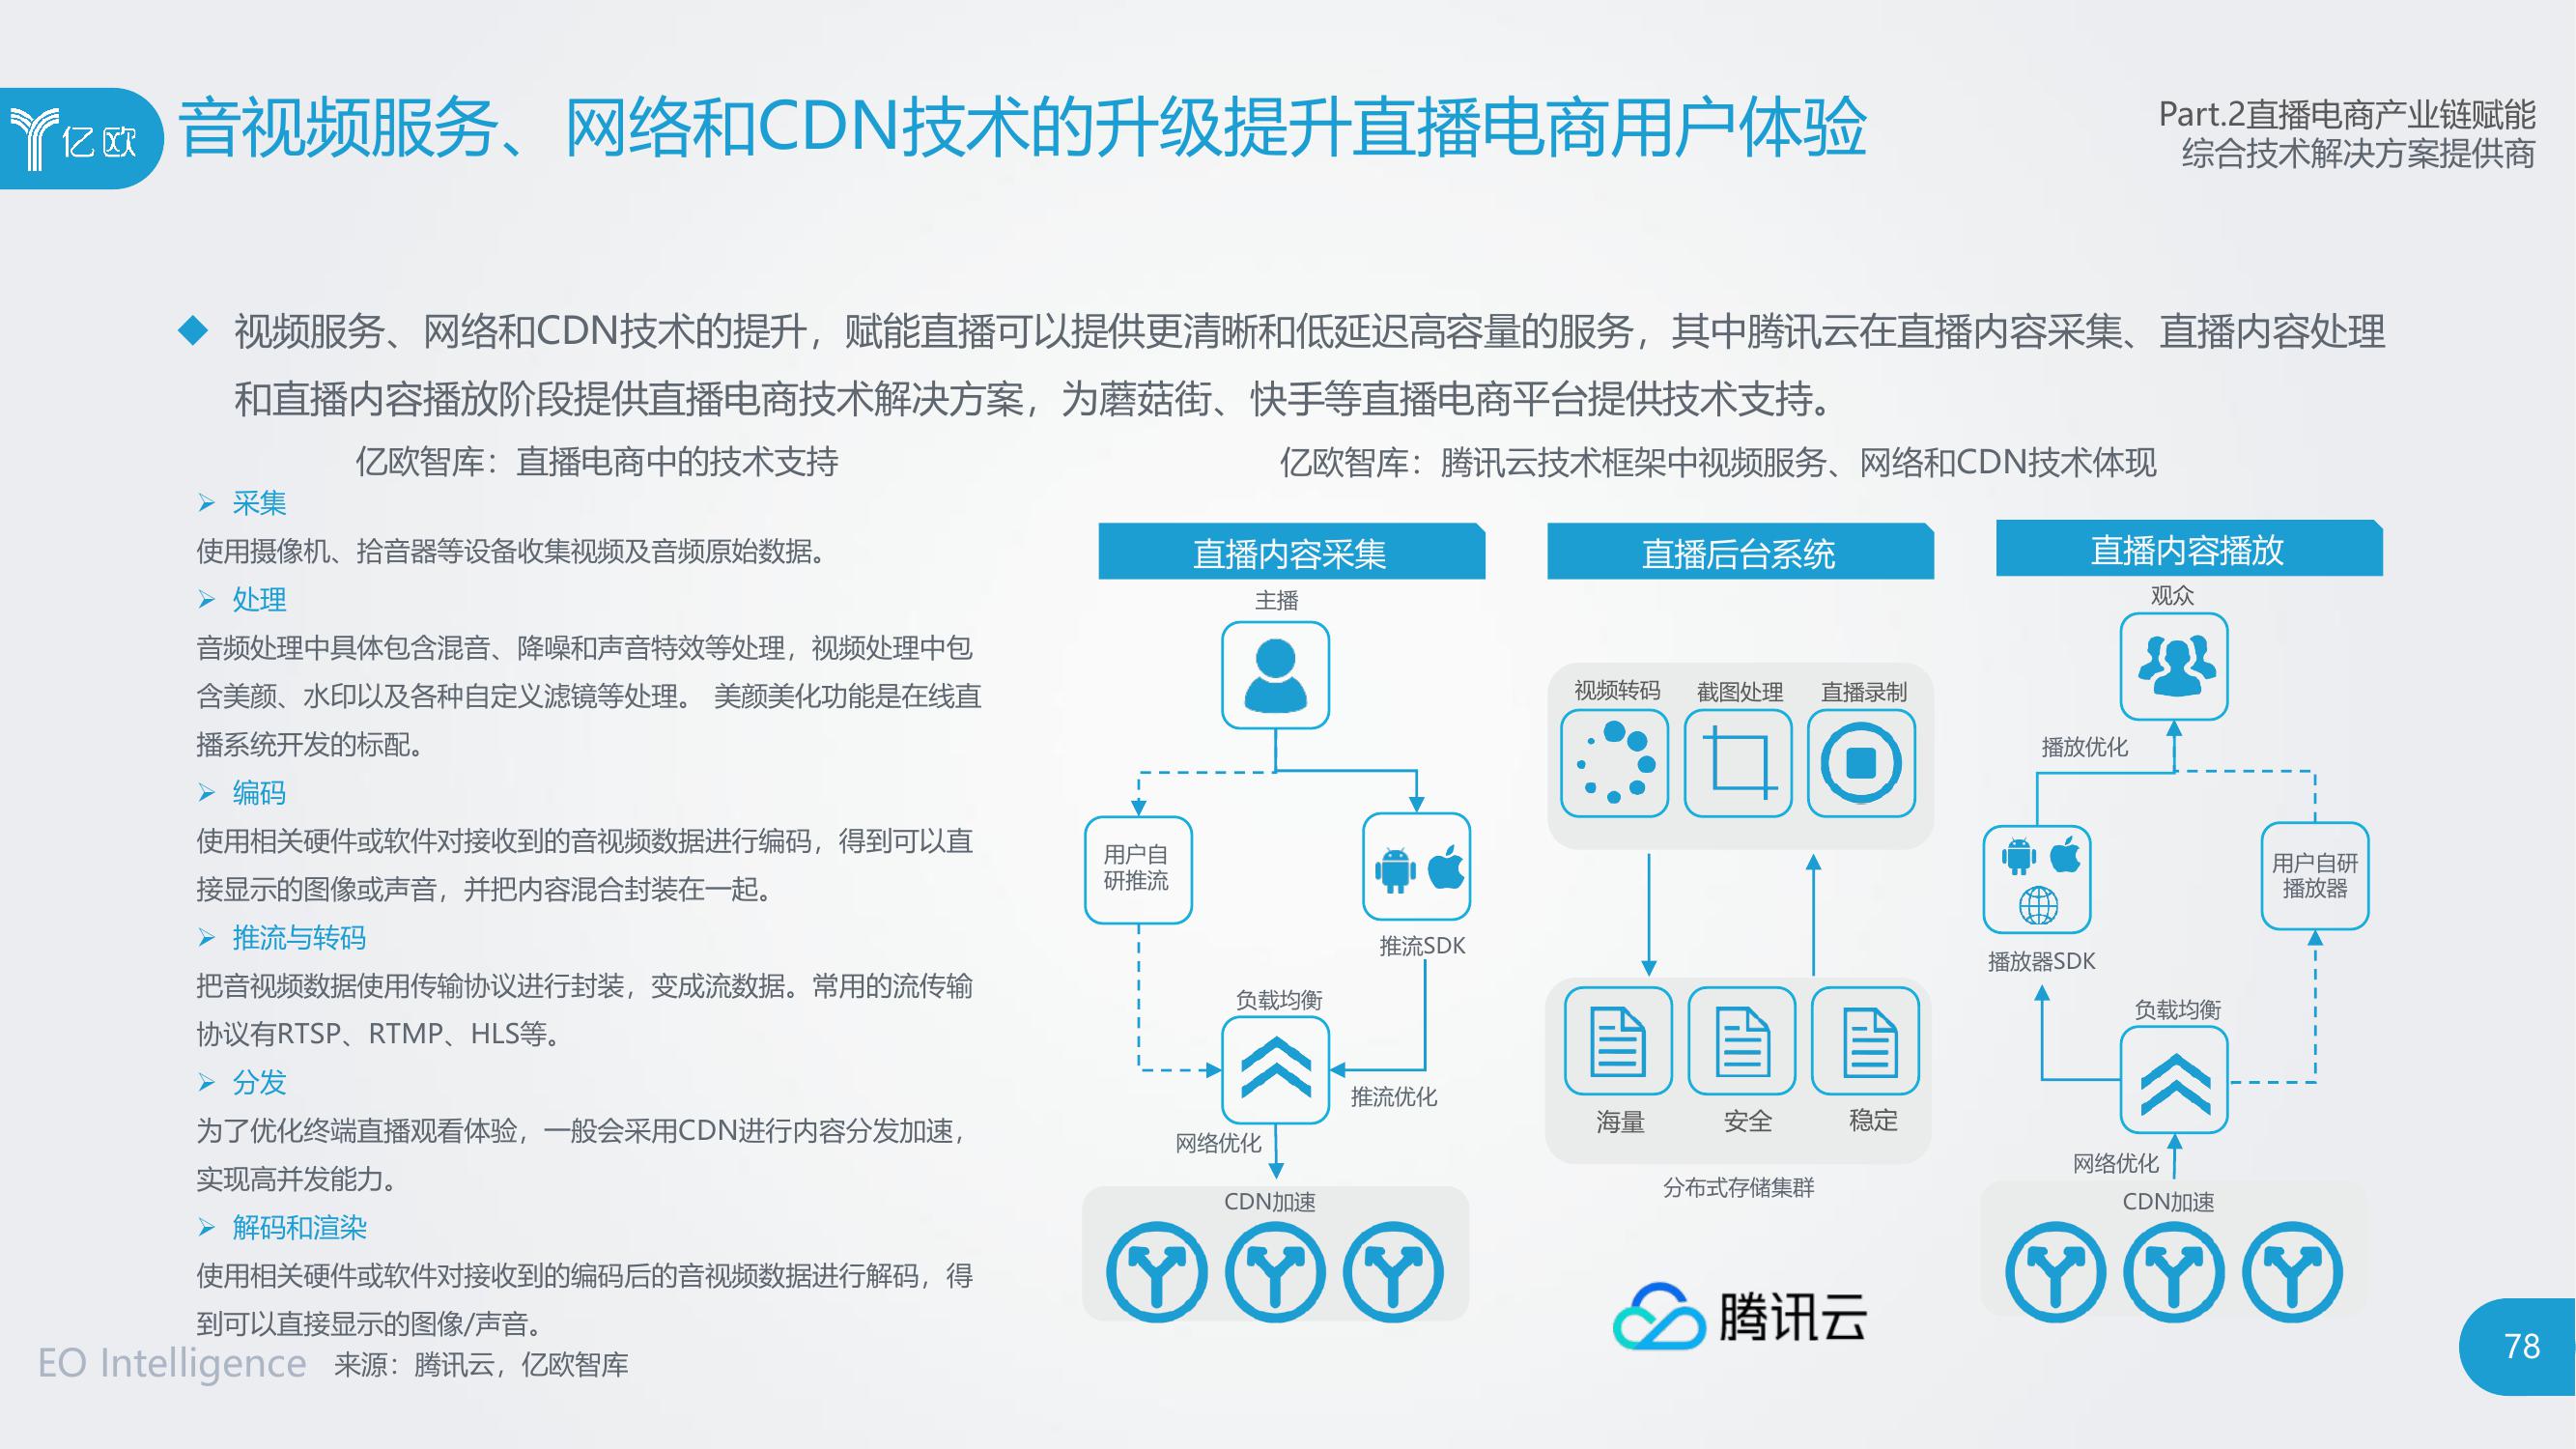 亿欧
音视频服务、网络和CDN技术的升级提升直播电商用户体验
Part.2直播电商产业链赋能
综合技术解决方案提供商
视频服务、网络和CDN技术的提升，赋能直播可以提供更清晰和低延迟高容量的服务，其中腾讯云在直播内容采集、直播内容处理
和直播内容播放阶段提供直播电商技术解决方案，为蘑菇街、快手等直播电商平台提供技术支持。
亿欧智库：直播电商中的技术支持
采集
使用摄像机、拾音器等设备收集视频及音频原始数据。
处理
音频处理中具体包含混音、降噪和声音特效等处理，视频处理中包
含美颜、水印以及各种自定义滤镜等处理。 美颜美化功能是在线直
播系统开发的标配。
编码
使用相关硬件或软件对接收到的音视频数据进行编码，得到可以直
接显示的图像或声音，并把内容混合封装在一起。
推流与转码
把音视频数据使用传输协议进行封装，变成流数据。常用的流传输
协议有RTSP、RTMP、HLS等。
分发
为了优化终端直播观看体验，一般会采用CDN进行内容分发加速，
实现高并发能力。
解码和渲染
使用相关硬件或软件对接收到的编码后的音视频数据进行解码，得
到可以直接显示的图像/声音。
亿欧智库：腾讯云技术框架中视频服务、网络和CDN技术体现
直播内容采集
主播
用户自
研推流
推流SDK
负载均衡
推流优化
网络优化
CDN加速
直播后台系统
视频转码
截图处理
直播录制
海量
安全
稳定
分布式存储集群
腾讯云
直播内容播放
观众
播放优化
用户自研
播放器
播放器SDK
负载均衡
网络优化
CDN加速
EO Intelligence
来源：腾讯云，亿欧智库
78